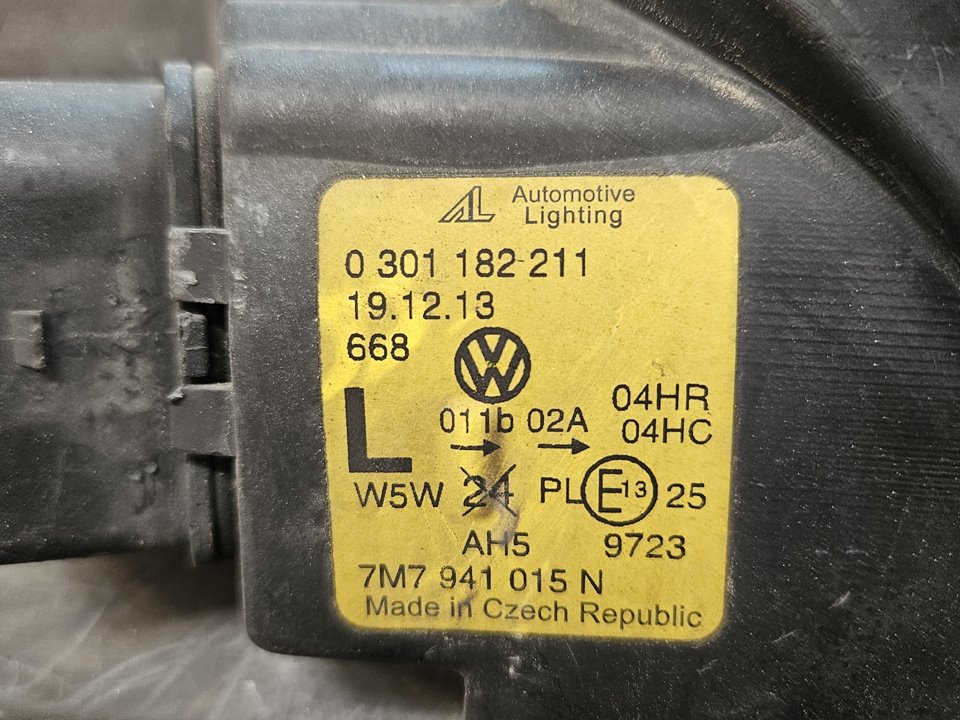 AL Automotive
Lighting
0 301 182 211
19.12.13
668
04HR
L 011b 02A 04HC
W5W 24 PL E13 25
AH5 9723
7M7 941 015 N
Made in Czech Republic